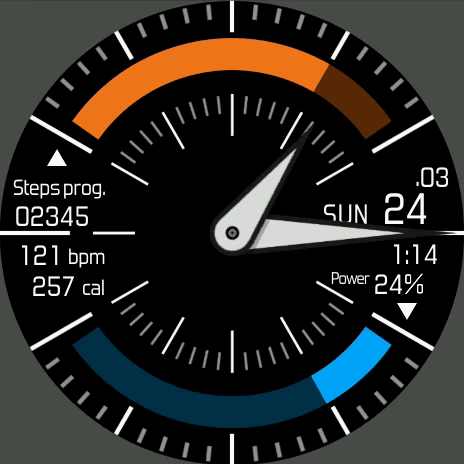 Steps prog.
02345
121 bpm
257 cal
.03
SUN 24
1:14
Power 24%